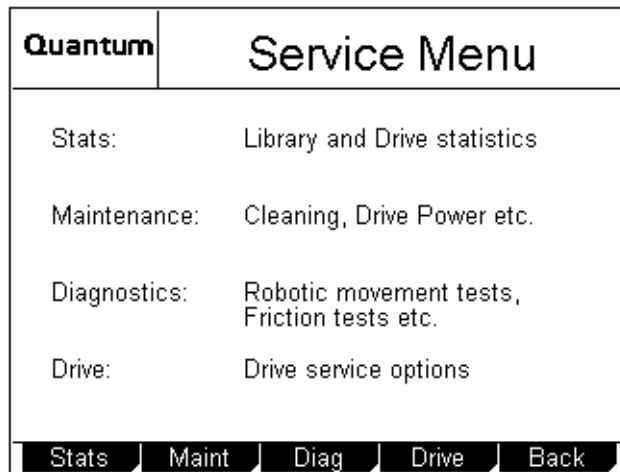 Quantum
Service Menu
Stats: Library and Drive statistics
Maintenance: Cleaning, Drive Power etc.
Diagnostics: Robotic movement tests,
Friction tests etc.
Drive: Drive service options
Stats Maint Diag Drive Back